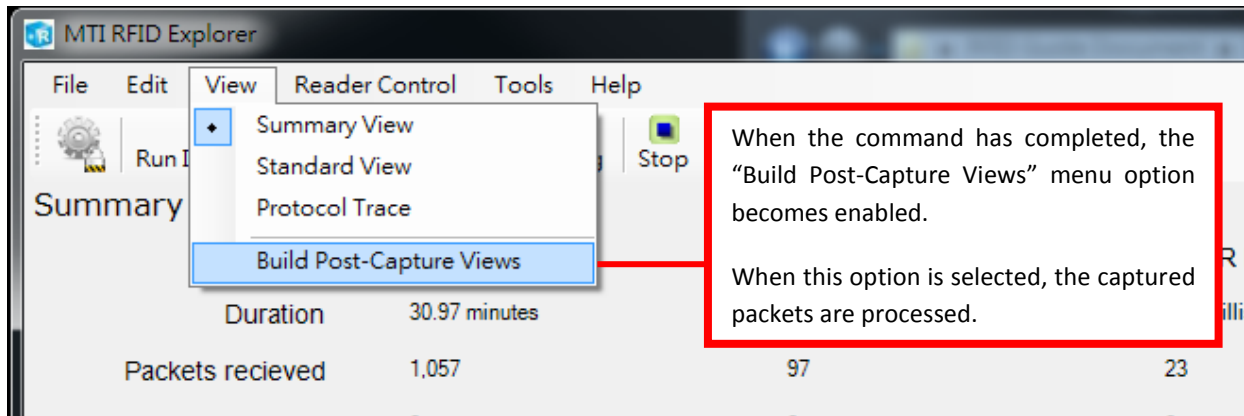 MTI RFID Explorer
File Edit View Reader Control Tools Help
Summary View
Run I
Stop
Standard View
Protocol Trace
Build Post-Capture Views
Summary
When the command has completed, the
“Build Post-Capture Views” menu option
becomes enabled.
When this option is selected, the captured
packets are processed.
R
Duration 30.97 minutes
illi
Packets recieved 1,057 97 23